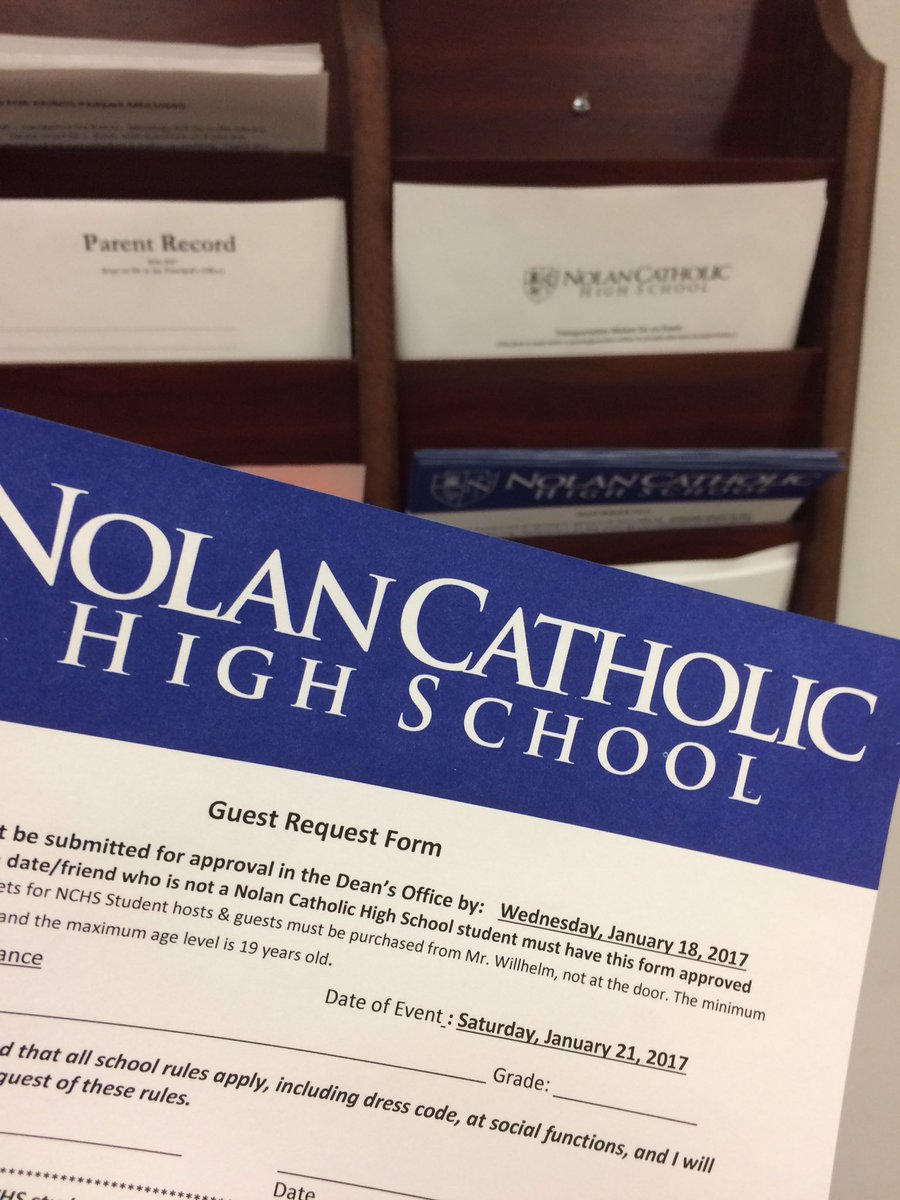 Parent Record
NOLAN CATHOLIC
HIGH SCHOOL
NOLAN CATHOLIC
HIGH SCHOOL
NOLAN CATHOLIC
HIGH SCHOOL
Guest Request Form
be submitted for approval in the Dean's Office by: Wednesday, January 18, 2017
date/friend who is not a Nolan Catholic High School student must have this form approved
ets for NCHS Student hosts & guests must be purchased from Mr. Willhelm, not at the door. The minimum
and the maximum age level is 19 years old.
ance
Date of Event : Saturday, January 21, 2017
Grade:
d that all school rules apply, including dress code, at social functions, and I will
guest of these rules.
Date